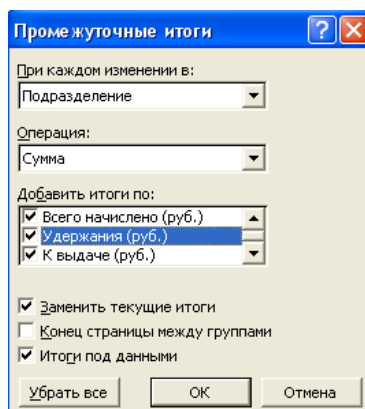 Промежуточные итоги
При каждом изменении в:
Подразделение
Операция:
Сумма
Добавить итоги по:
Всего начислено (руб.)
Удержания (руб.)
К выдаче (руб.)
Заменить текущие итоги
Конец страницы между группами
Итоги под данными
Убрать все ОК Отмена